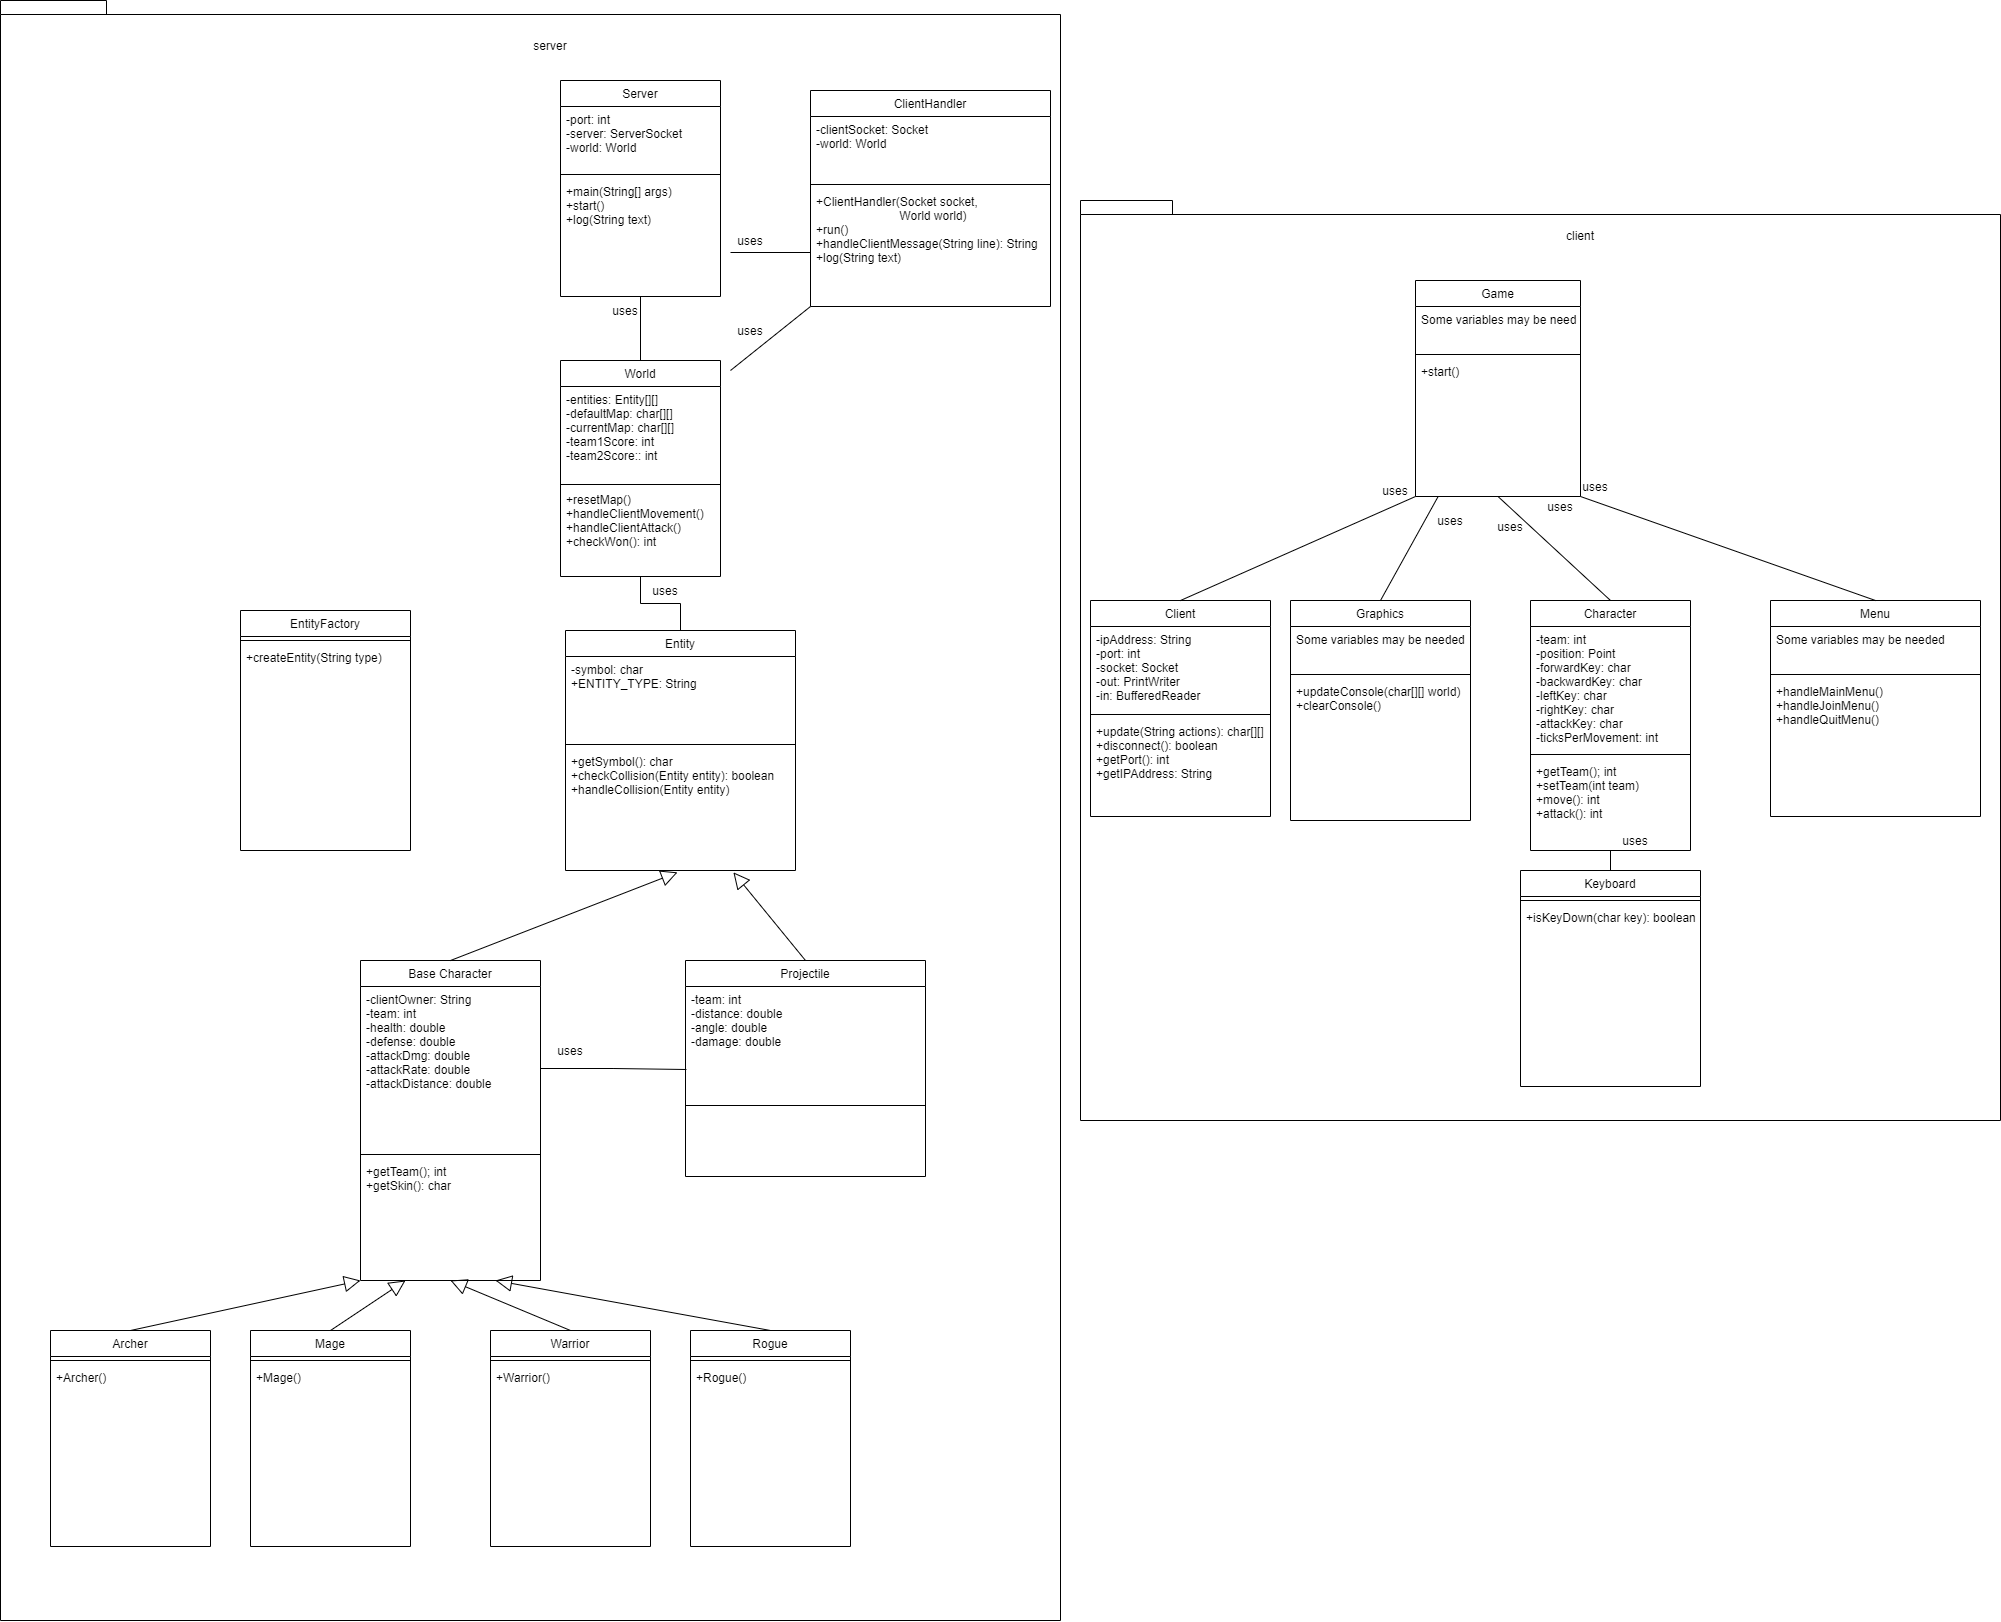 server
Server
-port: int
-server: ServerSocket
-world: World
+main(String[] args)
+start()
+log(String text)
uses
ClientHandler
-clientSocket: Socket
-world: World
+ClientHandler(Socket socket,
World world)
+run()
+handleClientMessage(String line): String
+log(String text)
uses
uses
World
-entities: Entity[][]
-defaultMap: char[][]
-currentMap: char[][]
-team1Score: int
-team2Score:: int
+resetMap()
+handleClientMovement()
+handleClientAttack()
+checkWon(): int
uses
EntityFactory
+createEntity(String type)
Entity
-symbol: char
+ENTITY_TYPE: String
+getSymbol(): char
+checkCollision(Entity entity): boolean
+handleCollision(Entity entity)
Base Character
-clientOwner: String
-team: int
-health: double
-defense: double
-attackDmg: double
-attackRate: double
-attackDistance: double
+getTeam(); int
+getSkin(): char
uses
Projectile
-team: int
-distance: double
-angle: double
-damage: double
Archer
+Archer()
Mage
+Mage()
Warrior
+Warrior()
Rogue
+Rogue()
client
Game
Some variables may be need
+start()
uses
uses
uses
uses
uses
Client
-ipAddress: String
-port: int
-socket: Socket
-out: PrintWriter
-in: BufferedReader
+update(String actions): char[][]
+disconnect(): boolean
+getPort(): int
+getIPAddress: String
Graphics
Some variables may be needed
+updateConsole(char[][] world)
+clearConsole()
Character
-team: int
-position: Point
-forwardKey: char
-backwardKey: char
-leftKey: char
-rightKey: char
-attackKey: char
-ticksPerMovement: int
+getTeam(); int
+setTeam(int team)
+move(): int
+attack(): int
uses
Menu
Some variables may be needed
+handleMainMenu()
+handleJoinMenu()
+handleQuitMenu()
Keyboard
+isKeyDown(char key): boolean